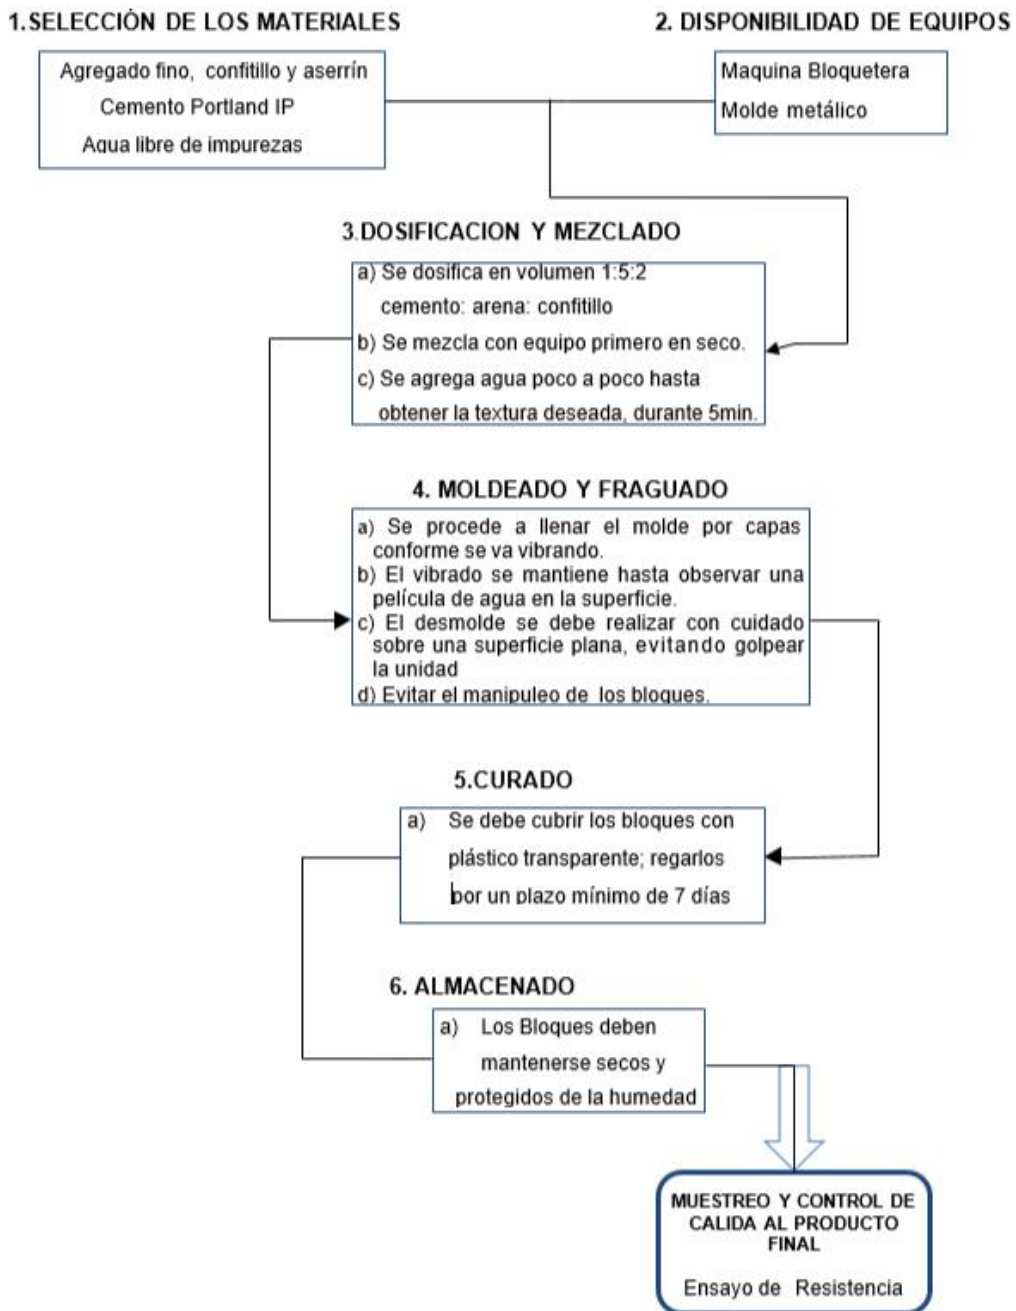 1.SELECCIÓN DE LOS MATERIALES
Agregado fino, confitillo y aserrín
Cemento Portland IP
Agua libre de impurezas
2. DISPONIBILIDAD DE EQUIPOS
Maquina Bloquetera
Molde metálico
3.DOSIFICACION Y MEZCLADO
a) Se dosifica en volumen 1:5:2
cemento: arena: confitillo
b) Se mezcla con equipo primero en seco.
c) Se agrega agua poco a poco hasta
obtener la textura deseada, durante 5min.
4. MOLDEADO Y FRAGUADO
a) Se procede a llenar el molde por capas
conforme se va vibrando.
b) El vibrado se mantiene hasta observar una
película de agua en la superficie.
c) El desmolde se debe realizar con cuidado
sobre una superficie plana, evitando golpear
la unidad
d) Evitar el manipuleo de los bloques.
5.CURADO
a) Se debe cubrir los bloques con
plástico transparente; regarlos
por un plazo mínimo de 7 días
6. ALMACENADO
a) Los Bloques deben
mantenerse secos y
protegidos de la humedad
MUESTREO Y CONTROL DE
CALIDA AL PRODUCTO
FINAL
Ensayo de Resistencia